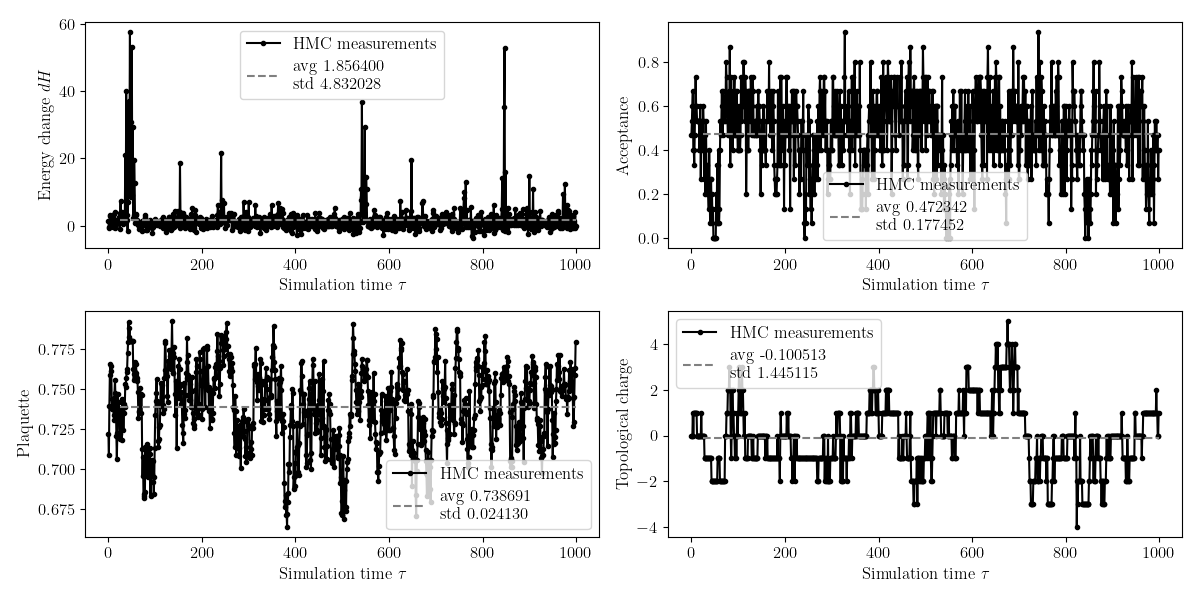 60
40
20
0
Energy change dH
HMC measurements
avg 1.856400
std 4.832028
0 200 400 600 800 1000
Simulation time τ
0.8
0.6
0.4
0.2
0.0
Acceptance
HMC measurements
avg 0.472342
std 0.177452
0 200 400 600 800 1000
Simulation time τ
0.775
0.750
0.725
0.700
0.675
Plaquette
HMC measurements
avg 0.738691
std 0.024130
0 200 400 600 800 1000
Simulation time τ
4
2
0
−2
−4
Topological charge
HMC measurements
avg -0.100513
std 1.445115
0 200 400 600 800 1000
Simulation time τ